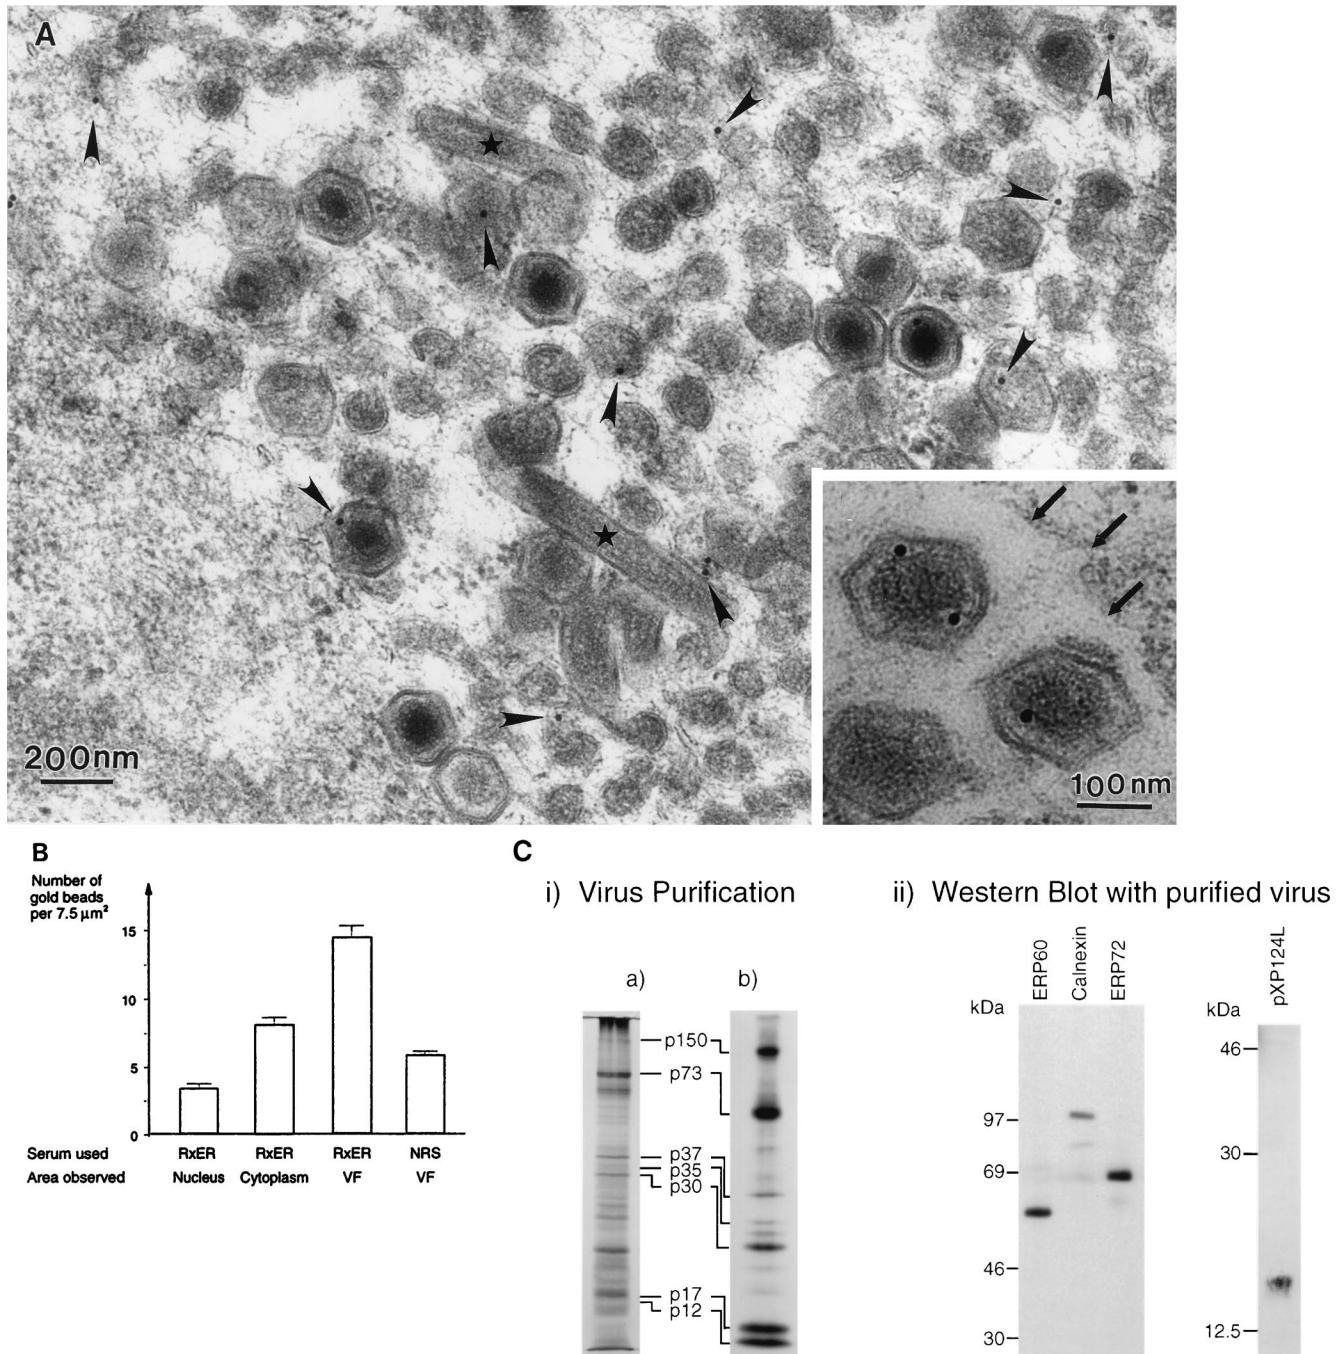 A
200nm
100 nm
B
Number of
gold beads
per 7.5 µm²
15
10
5
0
Serum used RxER RxER RxER NRS
Area observed Nucleus Cytoplasm VF VF
C
i) Virus Purification
a) b)
p150
p73
p37
p35
p30
p17
p12
ii) Western Blot with purified virus
ERP60
Calnexin
ERP72
kDa
97
69
46
30
pXP124L
kDa
46
30
12.5